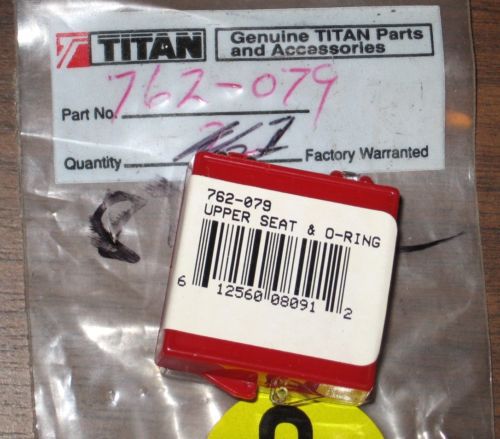 TITAN
Genuine TITAN Parts
and Accessories
762-079
Part No.
Quantity
Factory Warranted
762-079
UPPER SEAT & O-RING
6 12560 08091 2